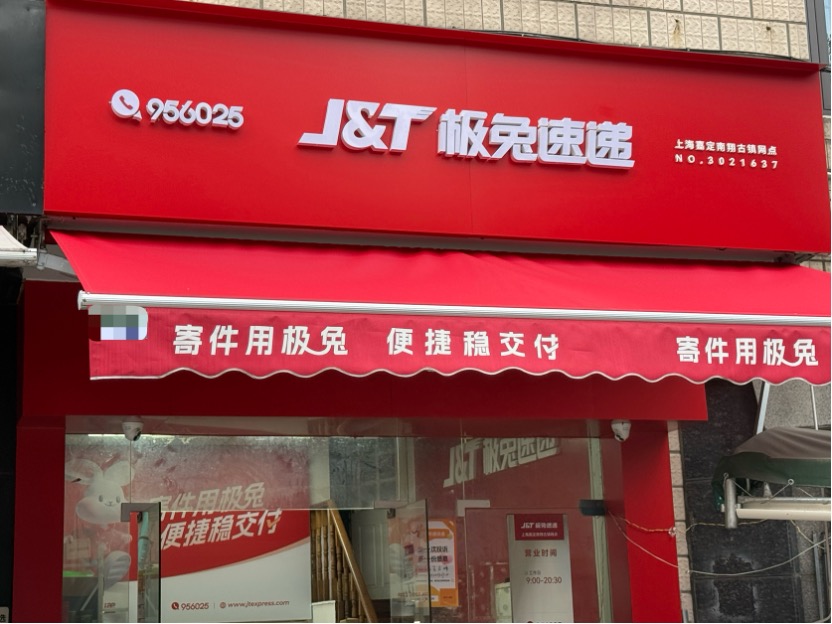 956025
J&T 极兔速递
上海嘉定南翔古镇网点
NO.3021637
寄件用极兔 便捷稳交付 寄件用极兔
J&T 极兔速递
寄件用极兔
便捷稳交付
956025 www.jtexpress.com
J&T 极兔速递
营业时间
9:00-20:30